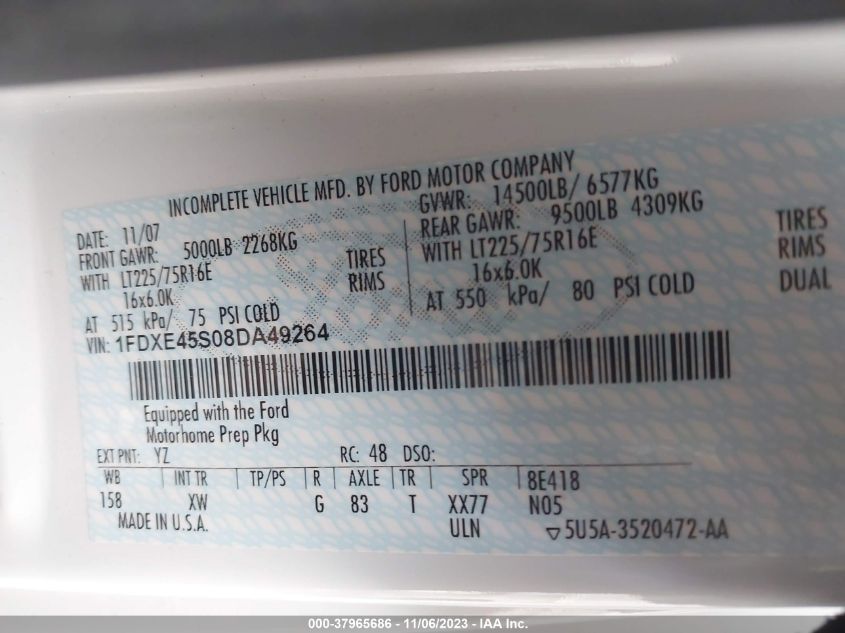 INCOMPLETE VEHICLE MFD. BY FORD MOTOR COMPANY
DATE: 11/07
GVWR: 14500LB/ 6577KG
FRONT GAWR: 5000LB 2268KG
REAR GAWR: 9500LB 4309KG
WITH LT225/75R16E TIRES
WITH LT225/75R16E TIRES
16x6.0K RIMS
16x6.0K RIMS
AT 515 kPa/ 75 PSI COLD
AT 550 kPa/ 80 PSI COLD DUAL
VIN: 1FDXE45S08DA49264
Equipped with the Ford
Motorhome Prep Pkg
EXT PNT: YZ RC: 48 DSO:
WB INT TR TP/PS R AXLE TR SPR 8E418
158 XW G 83 T XX77 N05
MADE IN U.S.A. ULN ▽5U5A-3520472-AA
000-37965686 - 11/06/2023 - IAA Inc.